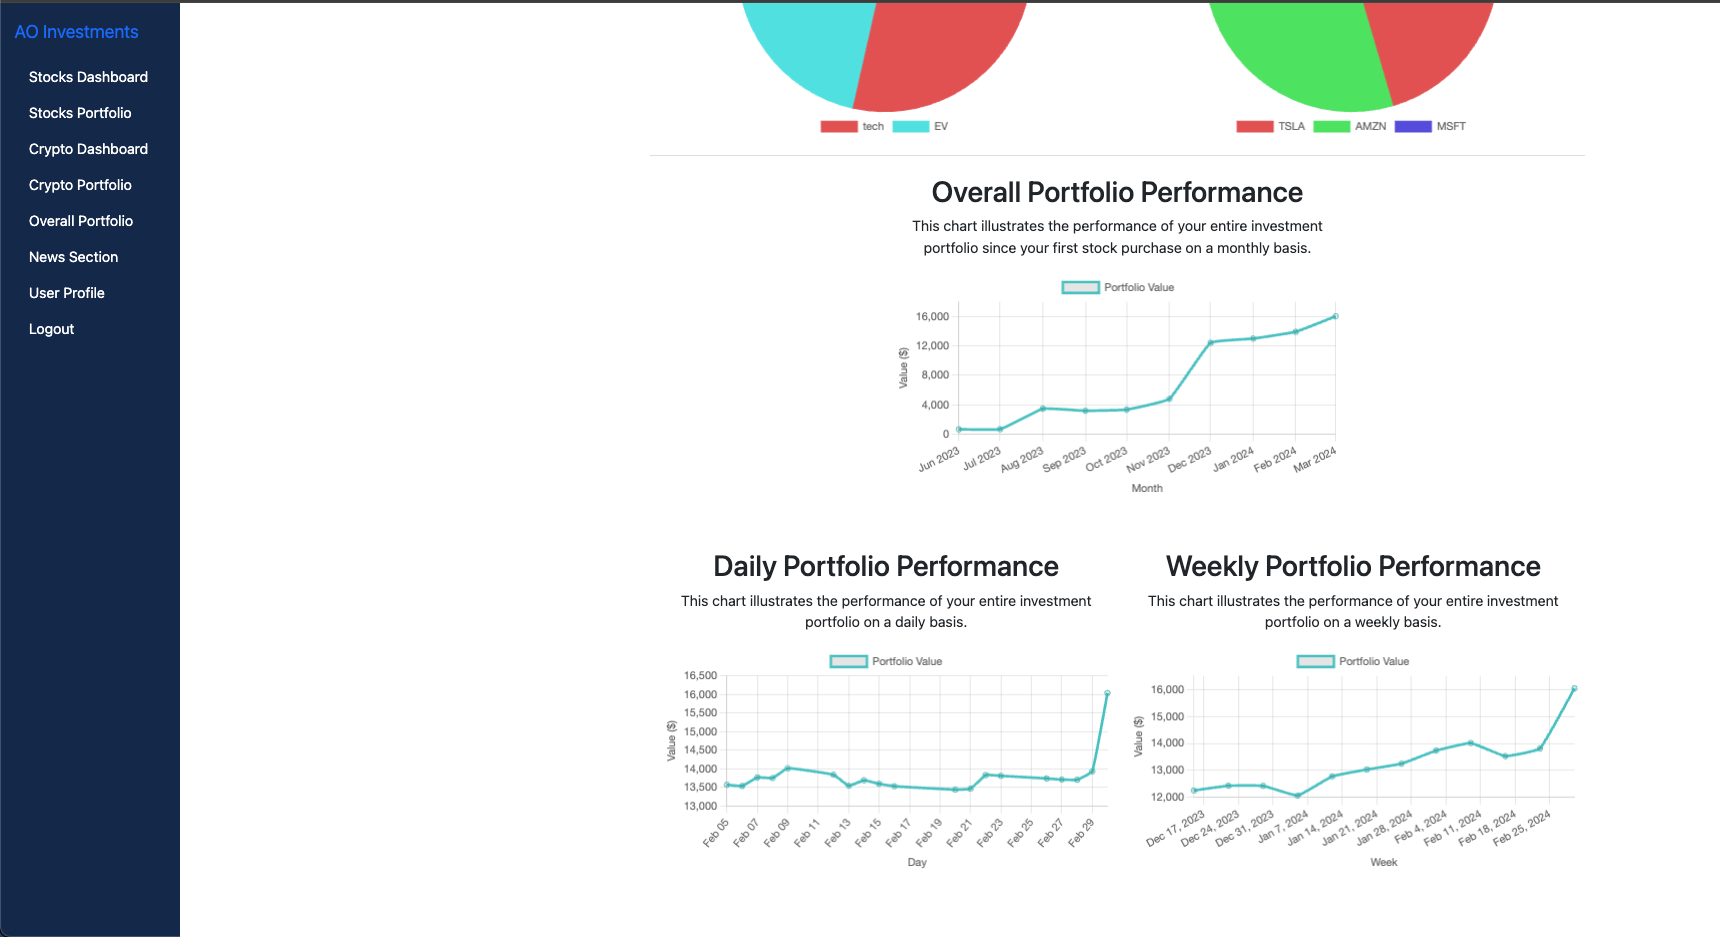 AO Investments
Stocks Dashboard
Stocks Portfolio
Crypto Dashboard
Crypto Portfolio
Overall Portfolio
News Section
User Profile
Logout
tech EV
TSLA AMZN MSFT
Overall Portfolio Performance
This chart illustrates the performance of your entire investment
portfolio since your first stock purchase on a monthly basis.
Portfolio Value
Value ($)
16,000
12,000
8,000
4,000
0
Jun 2023 Jul 2023 Aug 2023 Sep 2023 Oct 2023 Nov 2023 Dec 2023 Jan 2024 Feb 2024 Mar 2024
Month
Daily Portfolio Performance
This chart illustrates the performance of your entire investment
portfolio on a daily basis.
Portfolio Value
Value ($)
16,500
16,000
15,500
15,000
14,500
14,000
13,500
13,000
Feb 05 Feb 07 Feb 09 Feb 11 Feb 13 Feb 15 Feb 17 Feb 19 Feb 21 Feb 23 Feb 25 Feb 27 Feb 29
Day
Weekly Portfolio Performance
This chart illustrates the performance of your entire investment
portfolio on a weekly basis.
Portfolio Value
Value ($)
16,000
15,000
14,000
13,000
12,000
Dec 17, 2023 Dec 24, 2023 Dec 31, 2023 Jan 7, 2024 Jan 14, 2024 Jan 21, 2024 Jan 28, 2024 Feb 4, 2024 Feb 11, 2024 Feb 18, 2024 Feb 25, 2024
Week